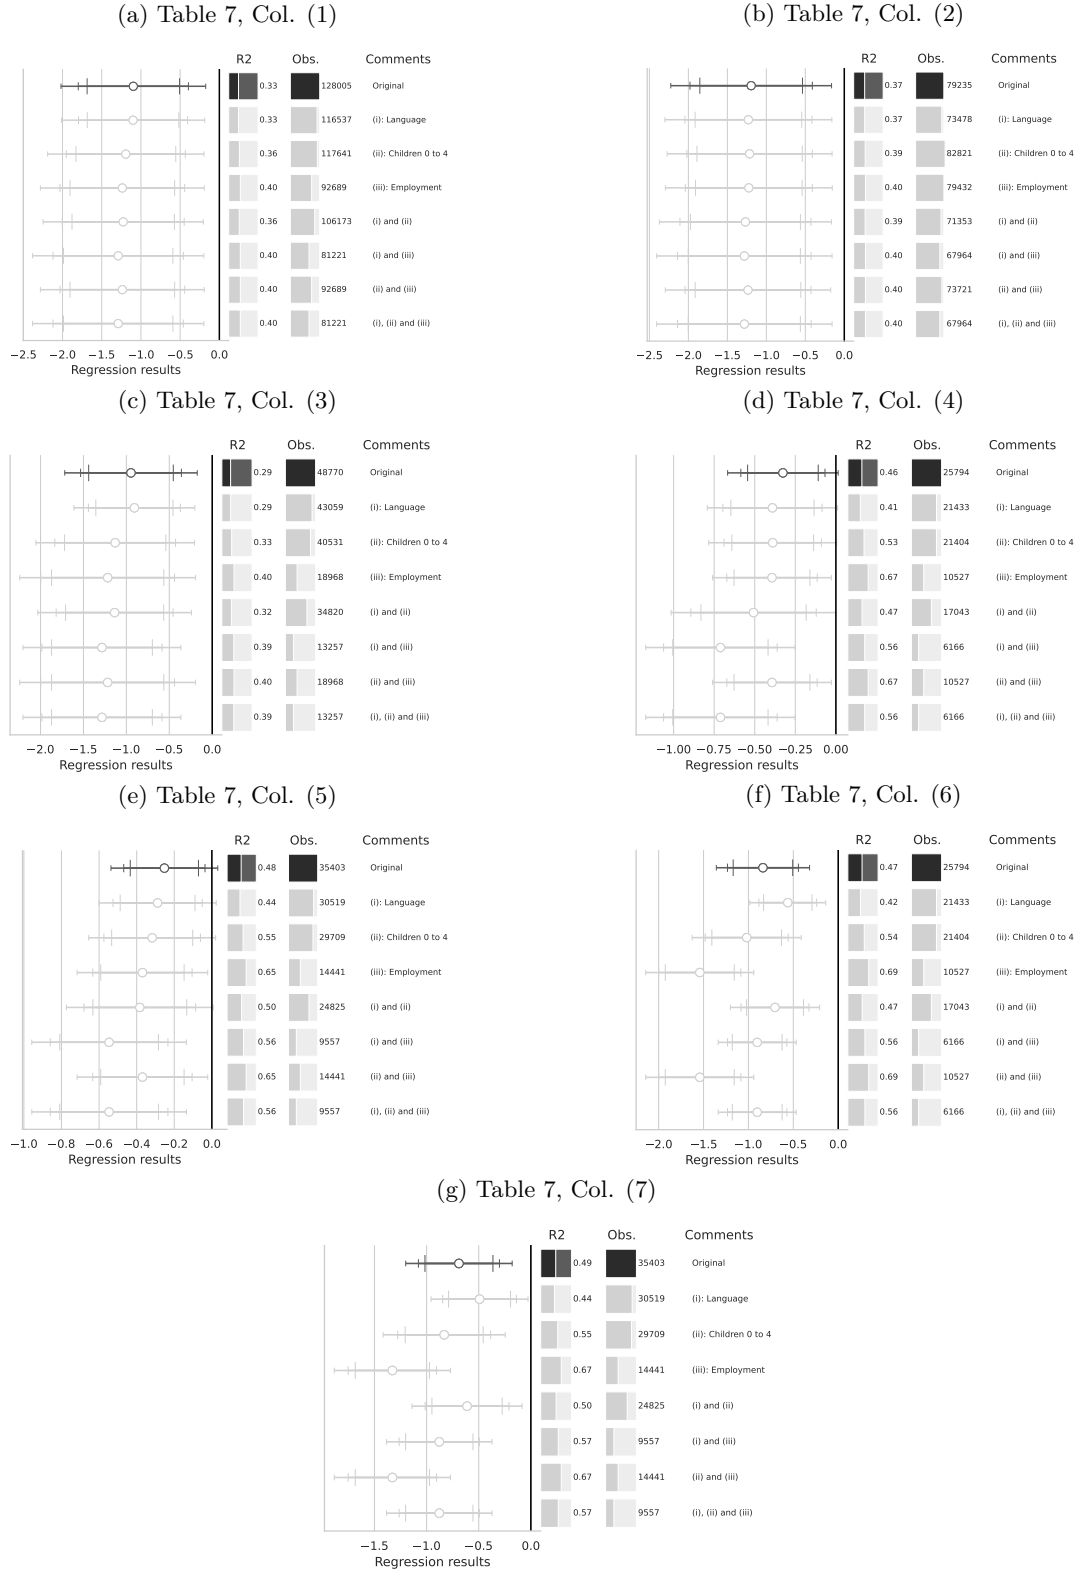 (a) Table 7, Col. (1)
R2 Obs. Comments
0.33 128005 Original
0.33 116537 (i): Language
0.36 117641 (ii): Children 0 to 4
0.40 92689 (iii): Employment
0.36 106173 (i) and (ii)
0.40 81221 (i) and (iii)
0.40 92689 (ii) and (iii)
0.40 81221 (i), (ii) and (iii)
−2.5 −2.0 −1.5 −1.0 −0.5 0.0
Regression results
(b) Table 7, Col. (2)
R2 Obs. Comments
0.37 79235 Original
0.37 73478 (i): Language
0.39 82821 (ii): Children 0 to 4
0.40 79432 (iii): Employment
0.39 71353 (i) and (ii)
0.40 67964 (i) and (iii)
0.40 73721 (ii) and (iii)
0.40 67964 (i), (ii) and (iii)
−2.5 −2.0 −1.5 −1.0 −0.5 0.0
Regression results
(c) Table 7, Col. (3)
R2 Obs. Comments
0.29 48770 Original
0.29 43059 (i): Language
0.33 40531 (ii): Children 0 to 4
0.40 18968 (iii): Employment
0.32 34820 (i) and (ii)
0.39 13257 (i) and (iii)
0.40 18968 (ii) and (iii)
0.39 13257 (i), (ii) and (iii)
−2.0 −1.5 −1.0 −0.5 0.0
Regression results
(d) Table 7, Col. (4)
R2 Obs. Comments
0.46 25794 Original
0.41 21433 (i): Language
0.53 21404 (ii): Children 0 to 4
0.67 10527 (iii): Employment
0.47 17043 (i) and (ii)
0.56 6166 (i) and (iii)
0.67 10527 (ii) and (iii)
0.56 6166 (i), (ii) and (iii)
−1.00 −0.75 −0.50 −0.25 0.00
Regression results
(e) Table 7, Col. (5)
R2 Obs. Comments
0.48 35403 Original
0.44 30519 (i): Language
0.55 29709 (ii): Children 0 to 4
0.65 14441 (iii): Employment
0.50 24825 (i) and (ii)
0.56 9557 (i) and (iii)
0.65 14441 (ii) and (iii)
0.56 9557 (i), (ii) and (iii)
−1.0 −0.8 −0.6 −0.4 −0.2 0.0
Regression results
(f) Table 7, Col. (6)
R2 Obs. Comments
0.47 25794 Original
0.42 21433 (i): Language
0.54 21404 (ii): Children 0 to 4
0.69 10527 (iii): Employment
0.47 17043 (i) and (ii)
0.56 6166 (i) and (iii)
0.69 10527 (ii) and (iii)
0.56 6166 (i), (ii) and (iii)
−2.0 −1.5 −1.0 −0.5 0.0
Regression results
(g) Table 7, Col. (7)
R2 Obs. Comments
0.49 35403 Original
0.44 30519 (i): Language
0.55 29709 (ii): Children 0 to 4
0.67 14441 (iii): Employment
0.50 24825 (i) and (ii)
0.57 9557 (i) and (iii)
0.67 14441 (ii) and (iii)
0.57 9557 (i), (ii) and (iii)
−1.5 −1.0 −0.5 0.0
Regression results